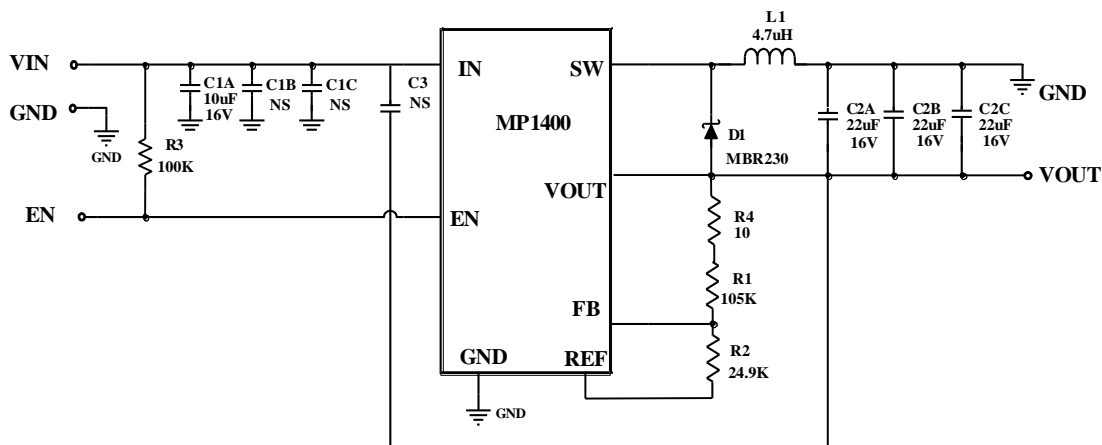 L1
4.7uH
VIN
GND
GND
EN
R3
100K
C1A
10uF
16V
C1B
NS
C1C
NS
C3
NS
IN
SW
MP1400
VOUT
EN
FB
GND
REF
GND
D1
MBR230
R4
10
R1
105K
R2
24.9K
C2A
22uF
16V
C2B
22uF
16V
C2C
22uF
16V
GND
VOUT